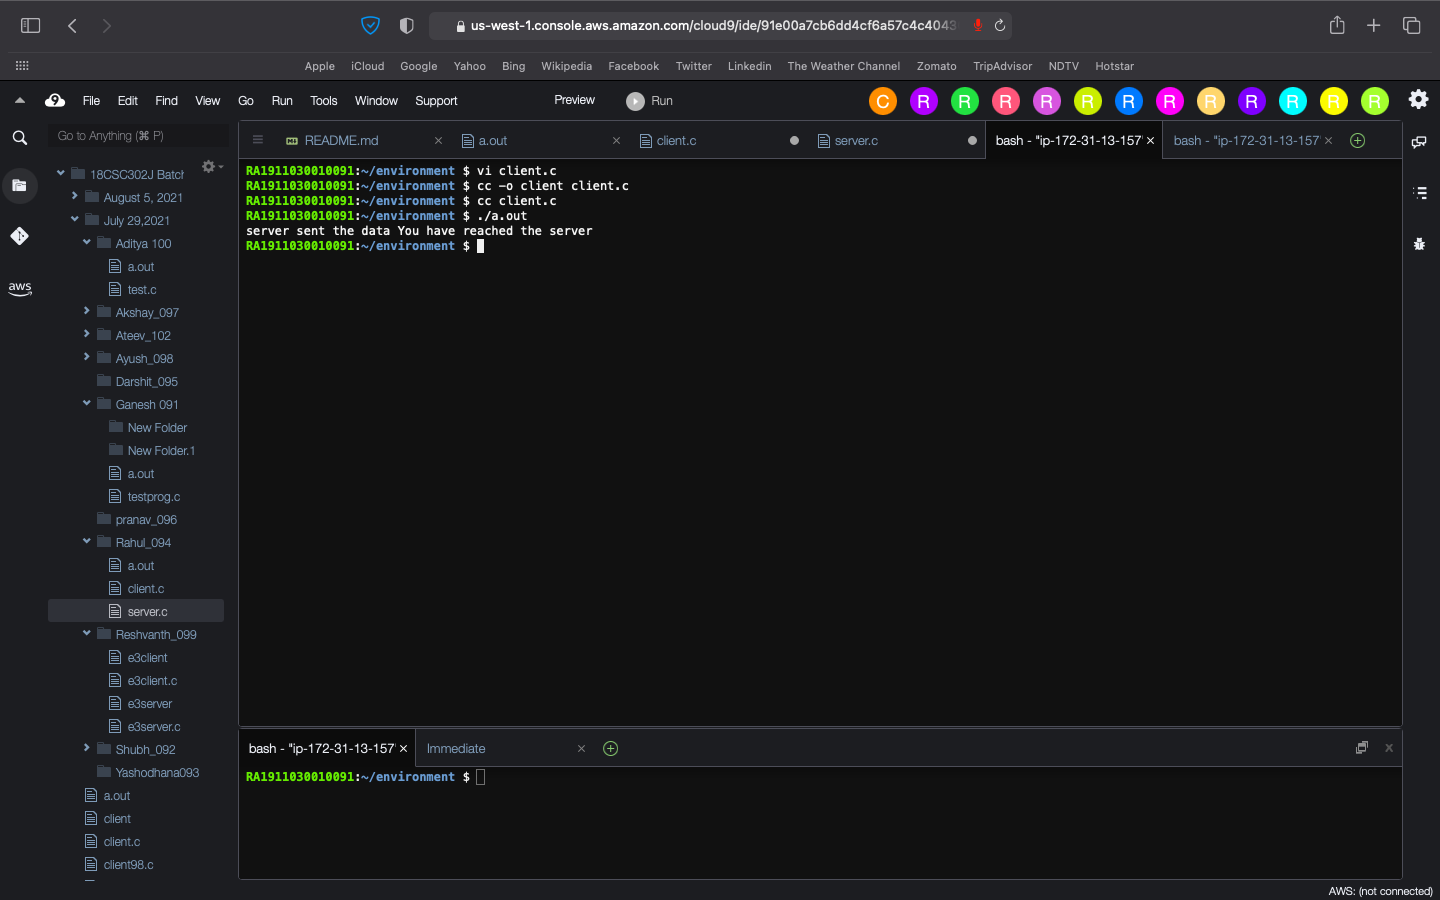 us-west-1.console.aws.amazon.com/cloud9/ide/91e00a7cb6dd4cf6a57c4c4043
Apple iCloud Google Yahoo Bing Wikipedia Facebook Twitter Linkedin The Weather Channel Zomato TripAdvisor NDTV Hotstar
9 File Edit Find View Go Run Tools Window Support Preview Run C R R R R R R R R R R R R
Go to Anything (⌘ P)
README.md a.out client.c server.c bash - "ip-172-31-13-157' bash - "ip-172-31-13-157'
RA1911030010091:~/environment $ vi client.c
RA1911030010091:~/environment $ cc -o client client.c
RA1911030010091:~/environment $ cc client.c
RA1911030010091:~/environment $ ./a.out
server sent the data You have reached the server
RA1911030010091:~/environment $
18CSC302J Batch
August 5, 2021
July 29,2021
Aditya 100
a.out
test.c
Akshay_097
Ateev_102
Ayush_098
Darshit_095
Ganesh 091
New Folder
New Folder.1
a.out
testprog.c
pranav_096
Rahul_094
a.out
client.c
server.c
Reshvanth_099
e3client
e3client.c
e3server
e3server.c
Shubh_092
Yashodhana093
a.out
client
client.c
client98.c
aws
bash - "ip-172-31-13-157' Immediate
RA1911030010091:~/environment $
AWS: (not connected)